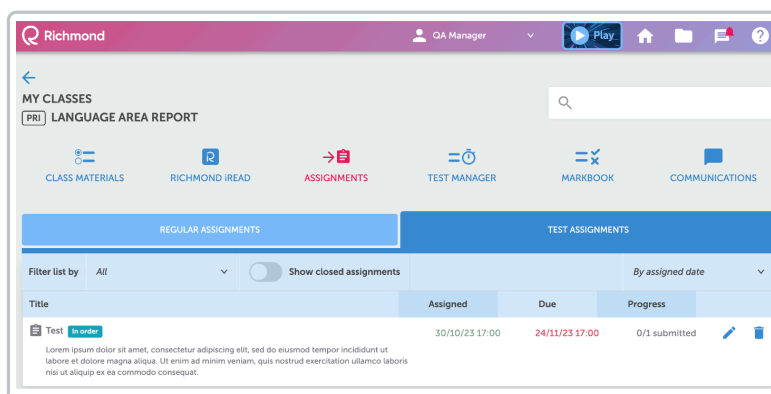 Richmond
QA Manager
Play
?
MY CLASSES
PRI LANGUAGE AREA REPORT
CLASS MATERIALS
RICHMOND iREAD
ASSIGNMENTS
TEST MANAGER
MARKBOOK
COMMUNICATIONS
REGULAR ASSIGNMENTS
TEST ASSIGNMENTS
Filter list by All Show closed assignments By assigned date
Title Assigned Due Progress
Test In order 30/10/23 17:00 24/11/23 17:00 0/1 submitted
Lorem ipsum dolor sit amet, consectetur adipiscing elit, sed do eiusmod tempor incididunt ut
labore et dolore magna aliqua. Ut enim ad minim veniam, quis nostrud exercitation ullamco laboris
nisi ut aliquip ex ea commodo consequat.